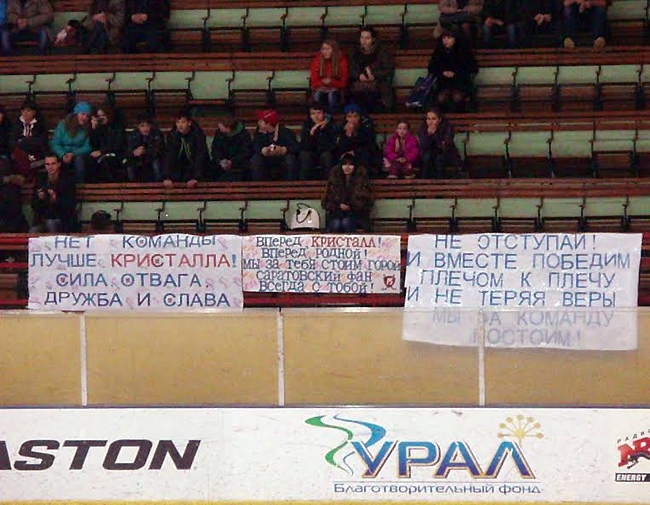 НЕТ КОМАНДЫ
ЛУЧШЕ КРИСТАЛЛА!
СИЛА, ОТВАГА,
ДРУЖБА И СЛАВА
ВПЕРЕД КРИСТАЛЛ!
ВПЕРЕД РОДНОЙ!
МЫ ЗА ТЕБЯ СТОИМ ГОРОЙ
САРАТОВСКИЙ ФАН
ВСЕГДА С ТОБОЙ!
НЕ ОТСТУПАЙ!
И ВМЕСТЕ ПОБЕДИМ
ПЛЕЧОМ К ПЛЕЧУ
И НЕ ТЕРЯЯ ВЕРЫ
МЫ ЗА КОМАНДУ
ПОСТОИМ!
ASTON
УРАЛ
Благотворительный фонд
РАДИО
ENERGY